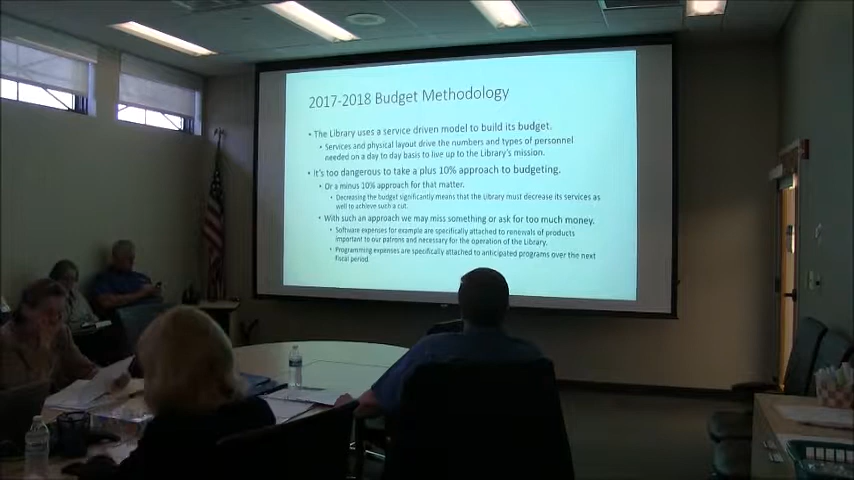 2017-2018 Budget Methodology
• The Library uses a service driven model to build its budget.
• Services and physical layout drive the numbers and types of personnel
needed on a day to day basis to live up to the Library's mission.
• It's too dangerous to take a plus 10% approach to budgeting.
• Or a minus 10% approach for that matter.
• Decreasing the budget significantly means that the Library must decrease its services as
well to achieve such a cut.
• With such an approach we may miss something or ask for too much money.
• Software expenses for example are specifically attached to renewals of products
important to our patrons and necessary for the operation of the Library.
• Programming expenses are specifically attached to anticipated programs over the next
fiscal period.